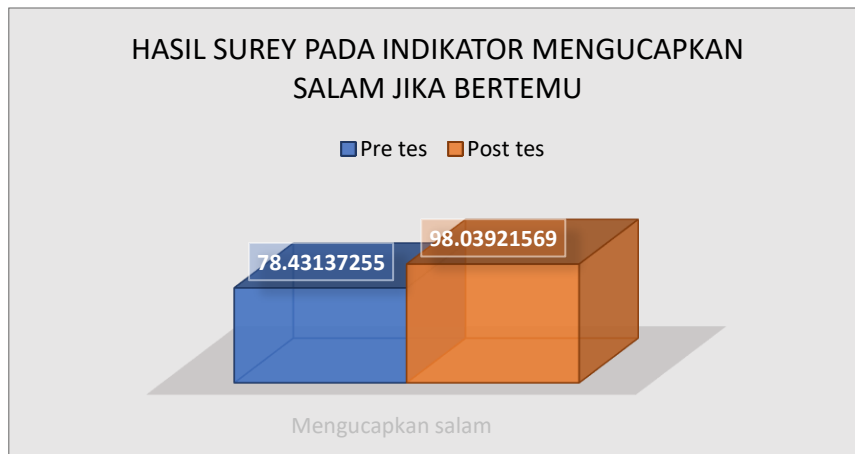 HASIL SUREY PADA INDIKATOR MENGUCAPKAN
SALAM JIKA BERTEMU
Pre tes Post tes
98.03921569
78.43137255
Mengucapkan salam